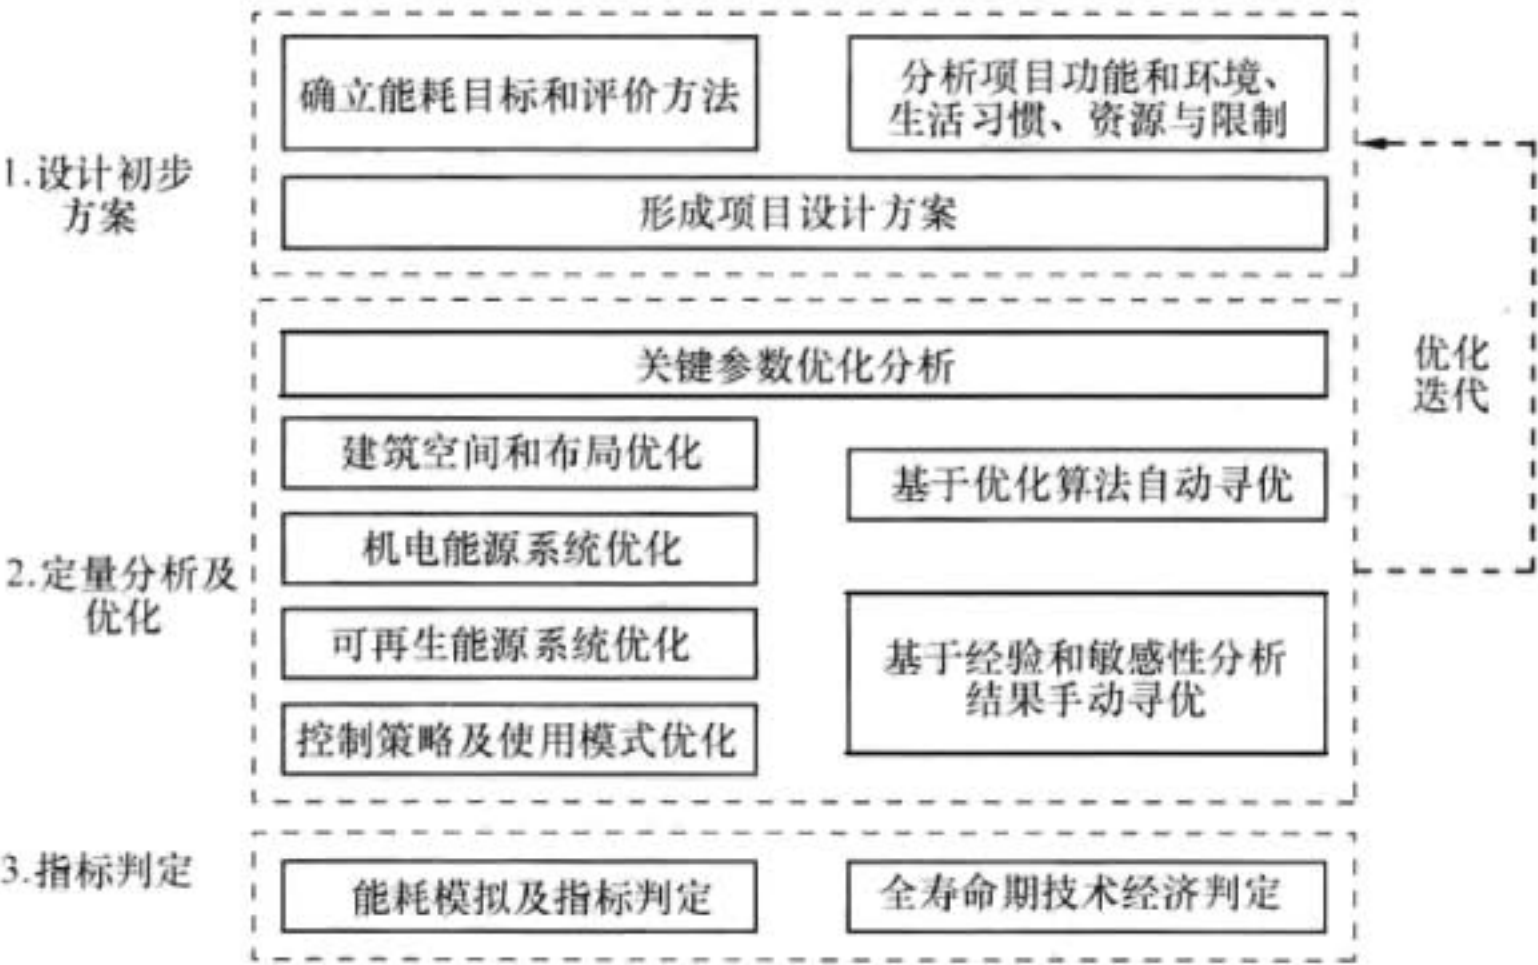 确立能耗目标和评价方法
分析项目功能和环境、
生活习惯、资源与限制
1.设计初步
方案
形成项目设计方案
关键参数优化分析
优化
迭代
建筑空间和布局优化
基于优化算法自动寻优
机电能源系统优化
2.定量分析及
优化
可再生能源系统优化
基于经验和敏感性分析
结果手动寻优
控制策略及使用模式优化
3.指标判定
能耗模拟及指标判定
全寿命期技术经济判定